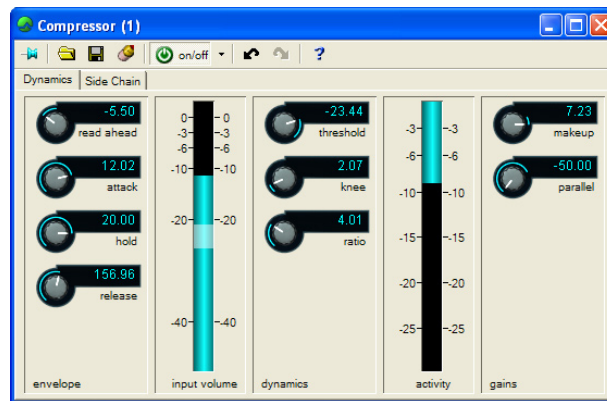 Compressor (1)
on/off
?
Dynamics
Side Chain
-5.50
read ahead
12.02
attack
20.00
hold
156.96
release
envelope
0 0
-3 -3
-6 -6
-10 -10
-20 -20
-40 -40
input volume
-23.44
threshold
2.07
knee
4.01
ratio
dynamics
-3 -3
-6 -6
-10 -10
-15 -15
-20 -20
-25 -25
activity
7.23
makeup
-50.00
parallel
gains